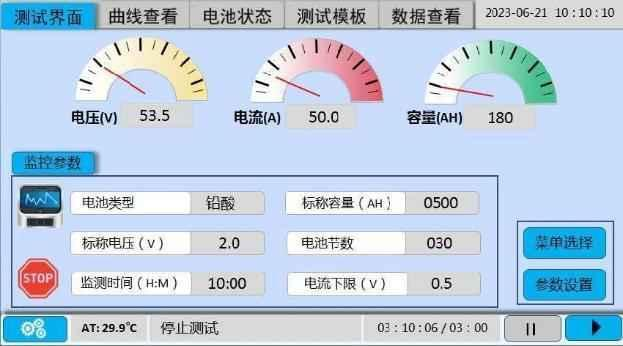 测试界面 曲线查看 电池状态 测试模板 数据查看 2023-06-21 10:10:10
电压(V) 53.5 电流(A) 50.0 容量(AH) 180
监控参数
电池类型 铅酸 标称容量(AH) 0500
标称电压(V) 2.0 电池节数 030
STOP 监测时间(H:M) 10:00 电流下限(V) 0.5
菜单选择
参数设置
AT: 29.9℃ 停止测试 03:10:06/03:00